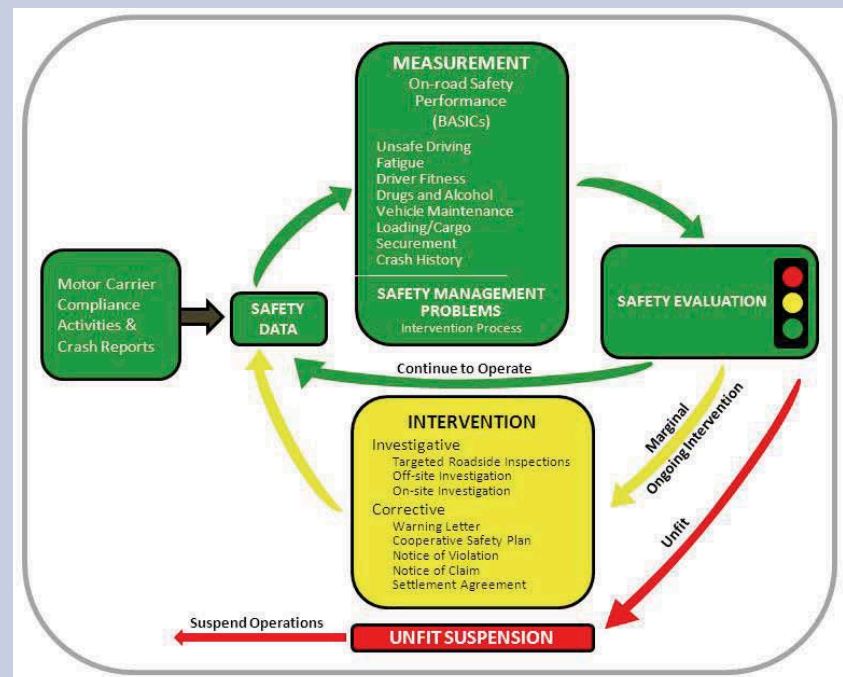 MEASUREMENT
On-road Safety
Performance
(BASICs)
Unsafe Driving
Fatigue
Driver Fitness
Drugs and Alcohol
Vehicle Maintenance
Loading/Cargo
Securement
Crash History
SAFETY MANAGEMENT
PROBLEMS
Intervention Process
Motor Carrier
Compliance
Activities &
Crash Reports
SAFETY
DATA
SAFETY EVALUATION
Continue to Operate
Marginal
Ongoing Intervention
Unfit
INTERVENTION
Investigative
Targeted Roadside Inspections
Off-site Investigation
On-site Investigation
Corrective
Warning Letter
Cooperative Safety Plan
Notice of Violation
Notice of Claim
Settlement Agreement
Suspend Operations
UNFIT SUSPENSION